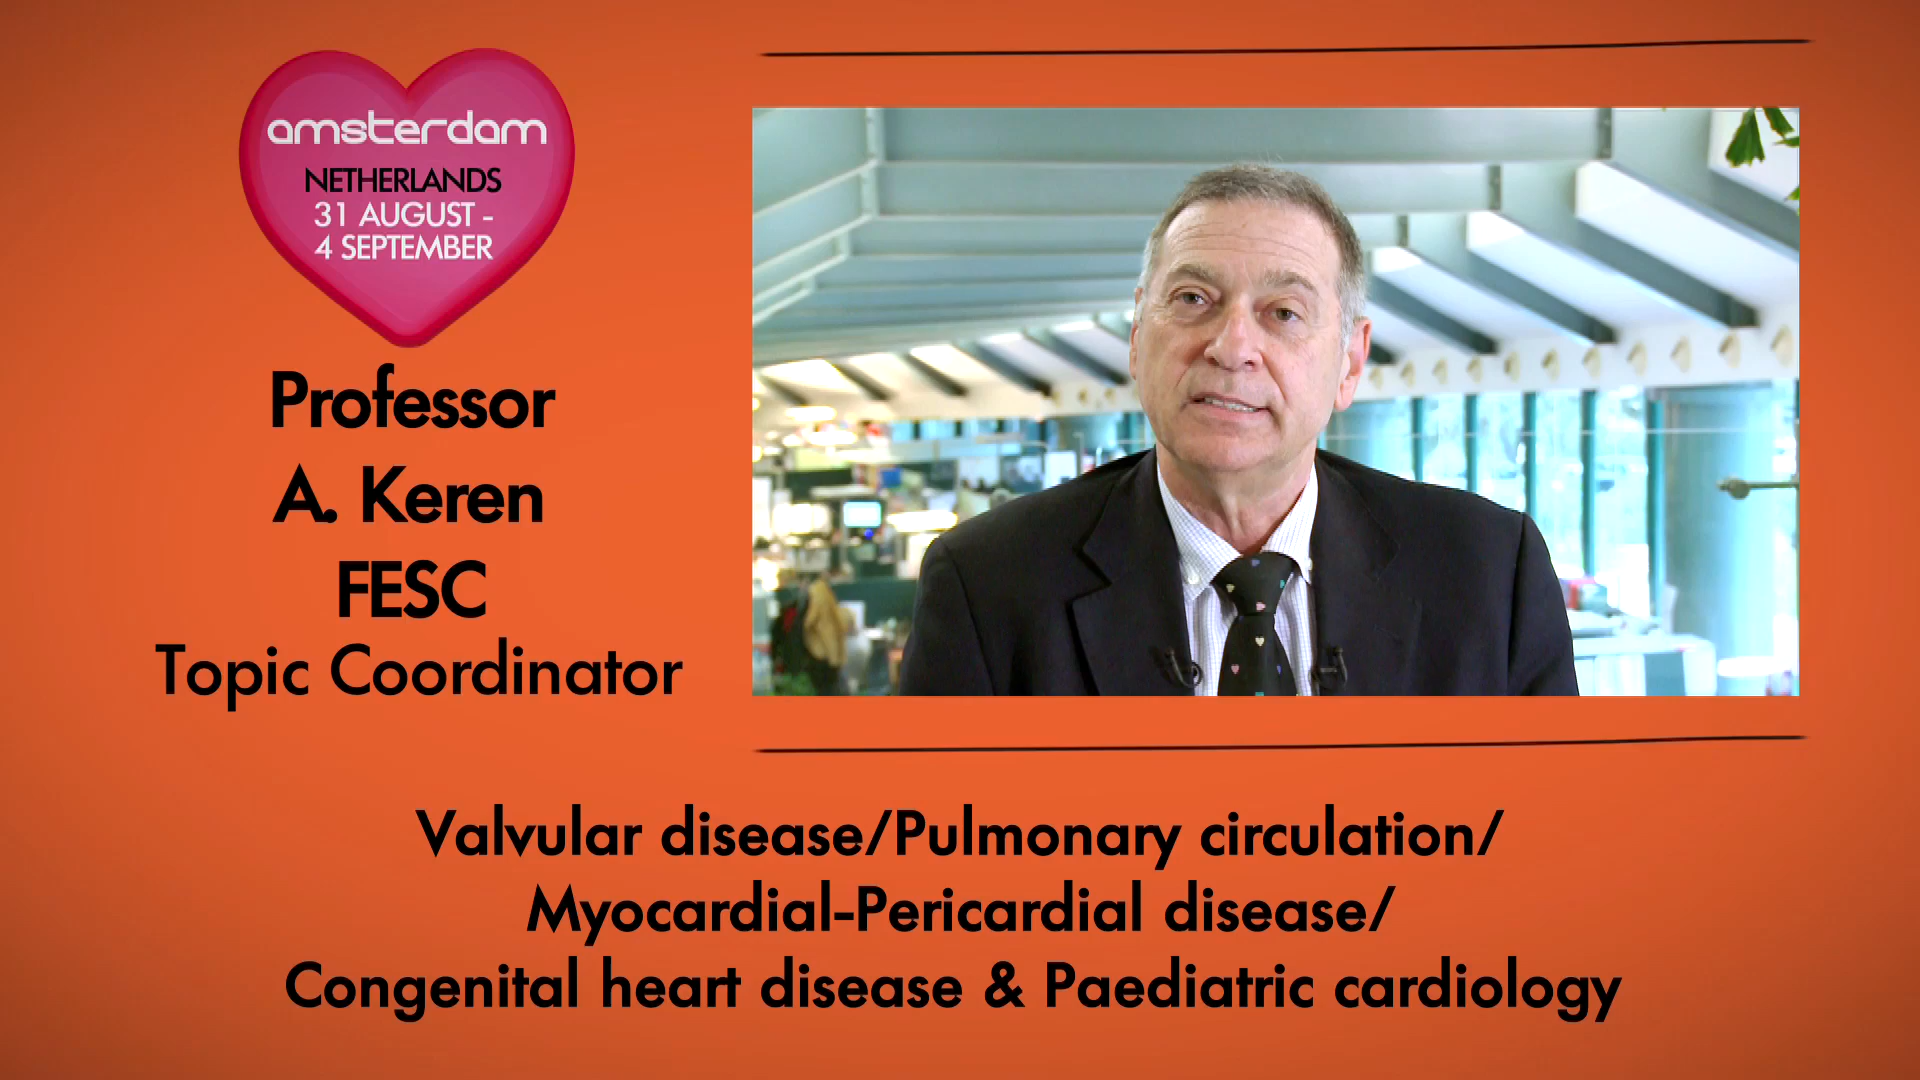 amsterdam
NETHERLANDS
31 AUGUST -
4 SEPTEMBER
Professor
A. Keren
FESC
Topic Coordinator
Valvular disease/Pulmonary circulation/
Myocardial-Pericardial disease/
Congenital heart disease & Paediatric cardiology